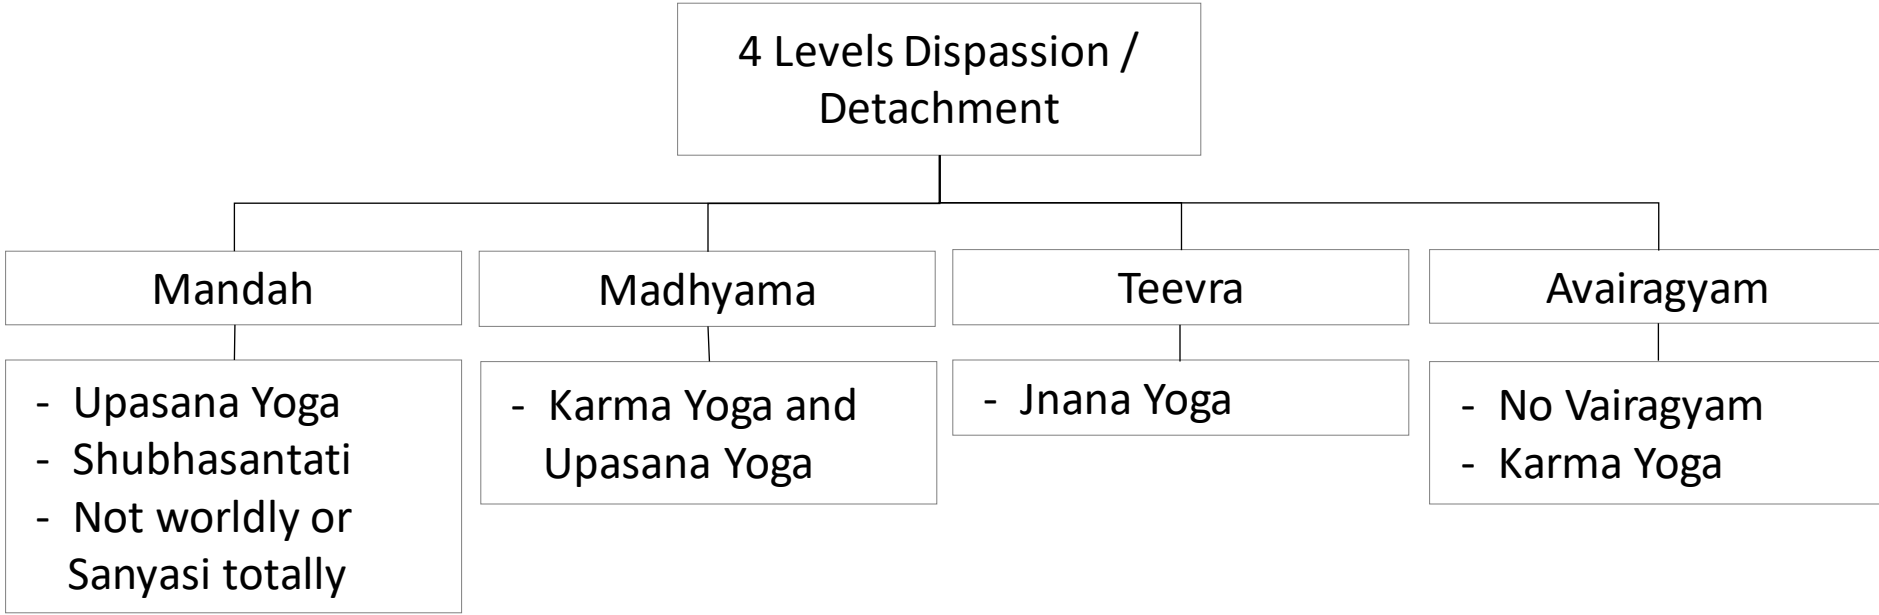 4 Levels Dispassion /
Detachment
Mandah
Madhyama
Teevra
Avairagyam
- Upasana Yoga
- Shubhasantati
- Not worldly or
Sanyasi totally
- Karma Yoga and
Upasana Yoga
- Jnana Yoga
- No Vairagyam
- Karma Yoga